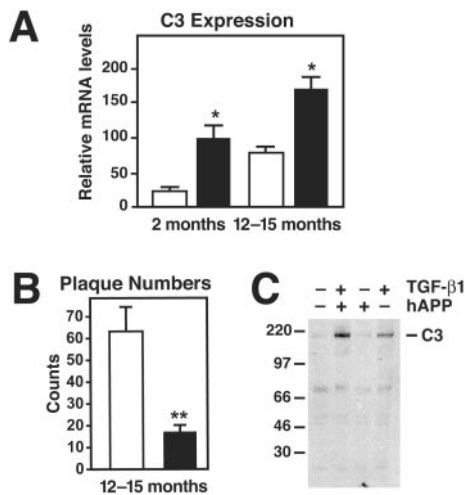 A
C3 Expression
Relative mRNA levels
200
150
100
50
0
*
*
2 months
12–15 months
B
Plaque Numbers
Counts
70
60
50
40
30
20
10
0
**
12–15 months
C
– + – + TGF-β1
– + + – hAPP
220 –
– C3
97 –
66 –
46 –
30 –